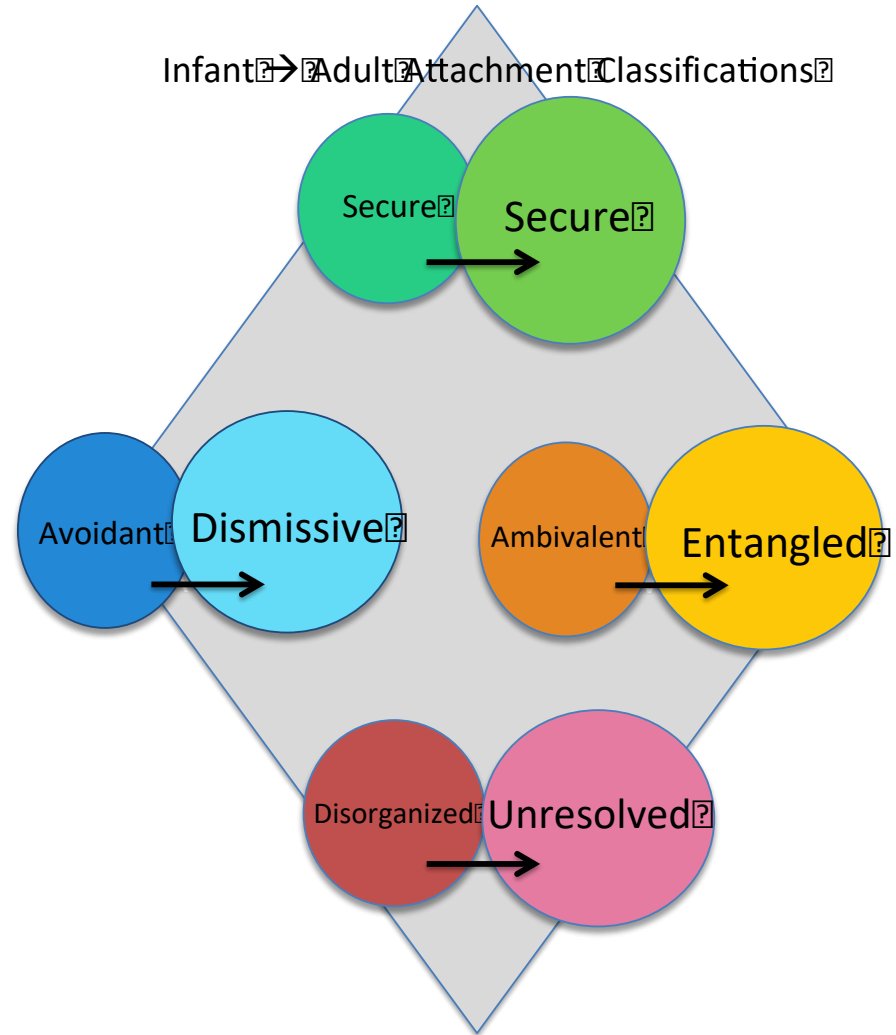 Infant → Adult Attachment Classifications
Secure
Secure
Avoidant
Dismissive
Ambivalent
Entangled
Disorganized
Unresolved